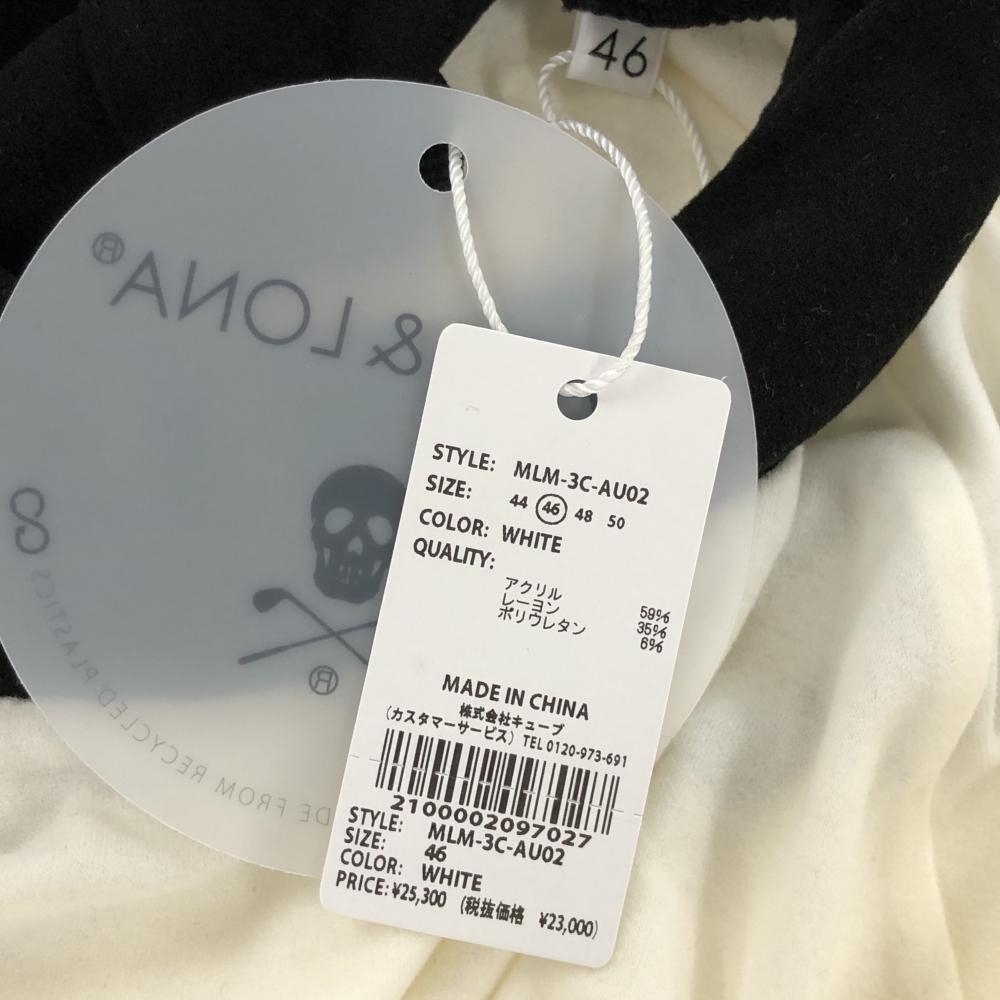 46
& LONA®
®
MADE FROM RECYCLED PLASTICS
STYLE: MLM-3C-AU02
SIZE: 44 46 48 50
COLOR: WHITE
QUALITY:
アクリル 59%
レーヨン 35%
ポリウレタン 6%
MADE IN CHINA
株式会社キューブ
(カスタマーサービス) TEL 0120-973-691
2100002097027
STYLE: MLM-3C-AU02
SIZE: 46
COLOR: WHITE
PRICE: ¥25,300 (税抜価格 ¥23,000)